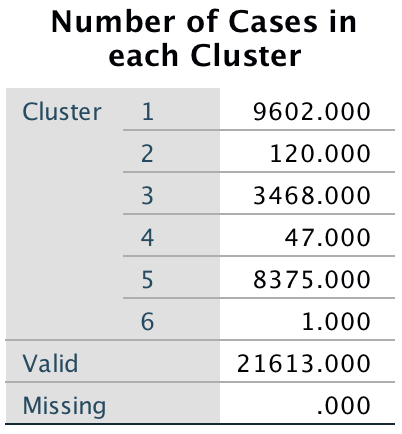 Number of Cases in
each Cluster
Cluster 1 9602.000
2 120.000
3 3468.000
4 47.000
5 8375.000
6 1.000
Valid 21613.000
Missing .000